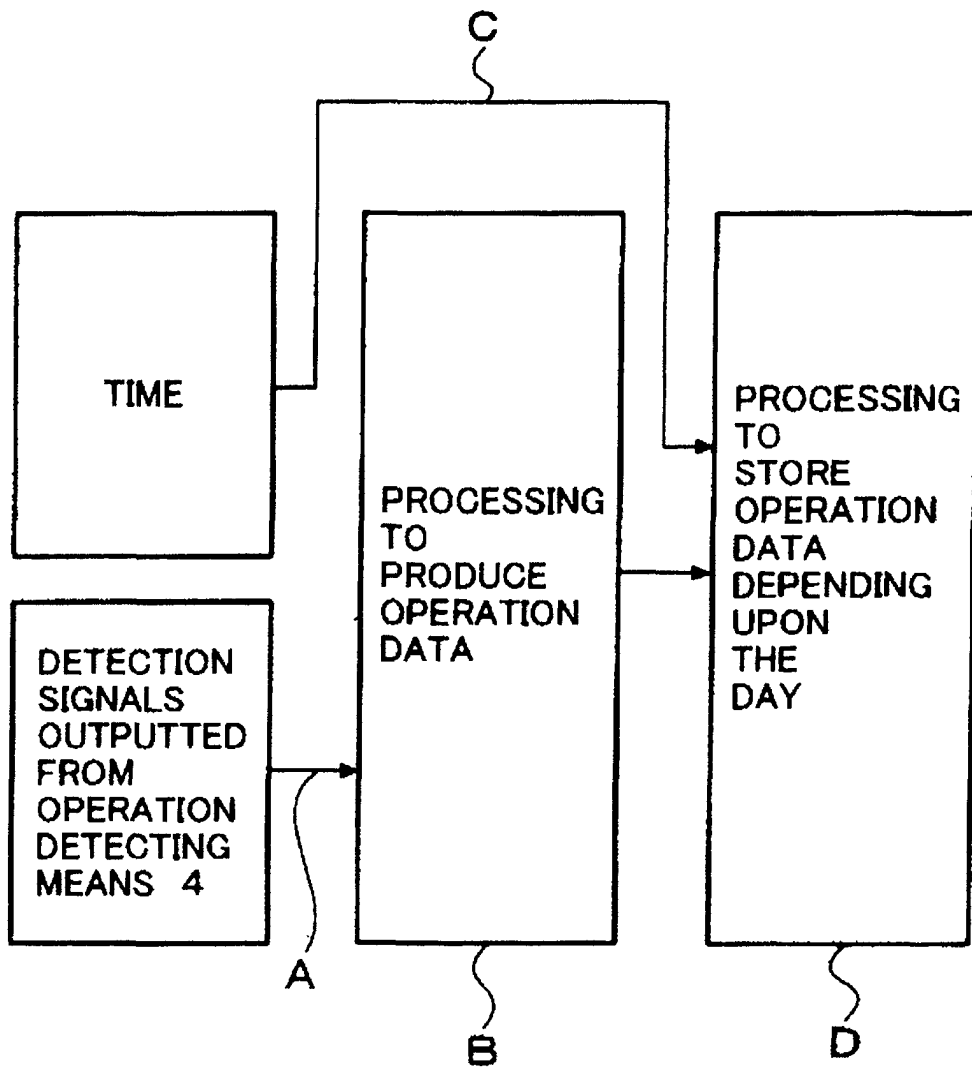 C
TIME
DETECTION
SIGNALS
OUTPUTTED
FROM
OPERATION
DETECTING
MEANS 4
A
PROCESSING
TO
PRODUCE
OPERATION
DATA
B
PROCESSING
TO
STORE
OPERATION
DATA
DEPENDING
UPON
THE
DAY
D